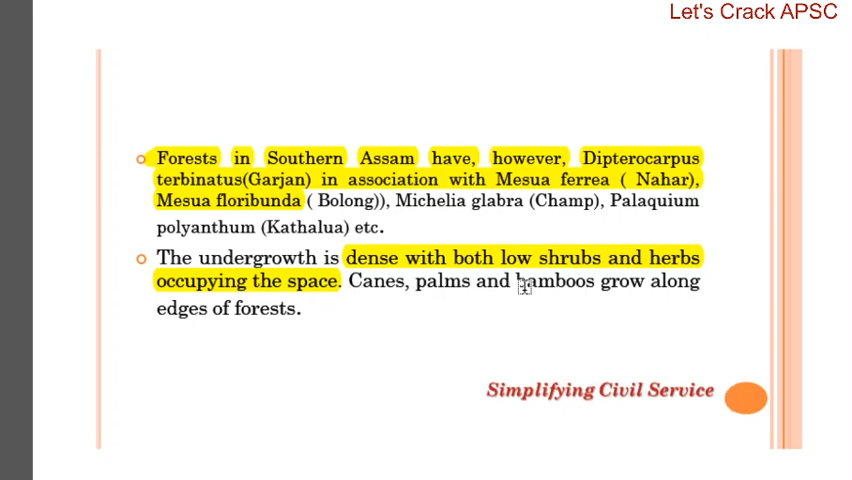 Let's Crack APSC
Forests in Southern Assam have, however, Dipterocarpus
terbinatus(Garjan) in association with Mesua ferrea ( Nahar),
Mesua floribunda ( Bolong)), Michelia glabra (Champ), Palaquium
polyanthum (Kathalua) etc.
The undergrowth is dense with both low shrubs and herbs
occupying the space. Canes, palms and bamboos grow along
edges of forests.
Simplifying Civil Service